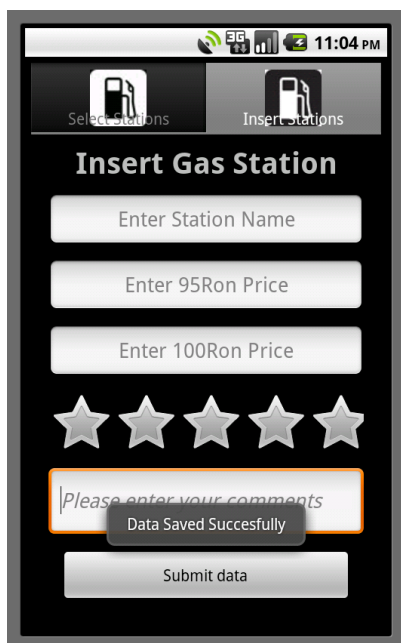 3G
11:04 PM
Select Stations
Insert Stations
Insert Gas Station
Enter Station Name
Enter 95Ron Price
Enter 100Ron Price
Please enter your comments
Data Saved Succesfully
Submit data